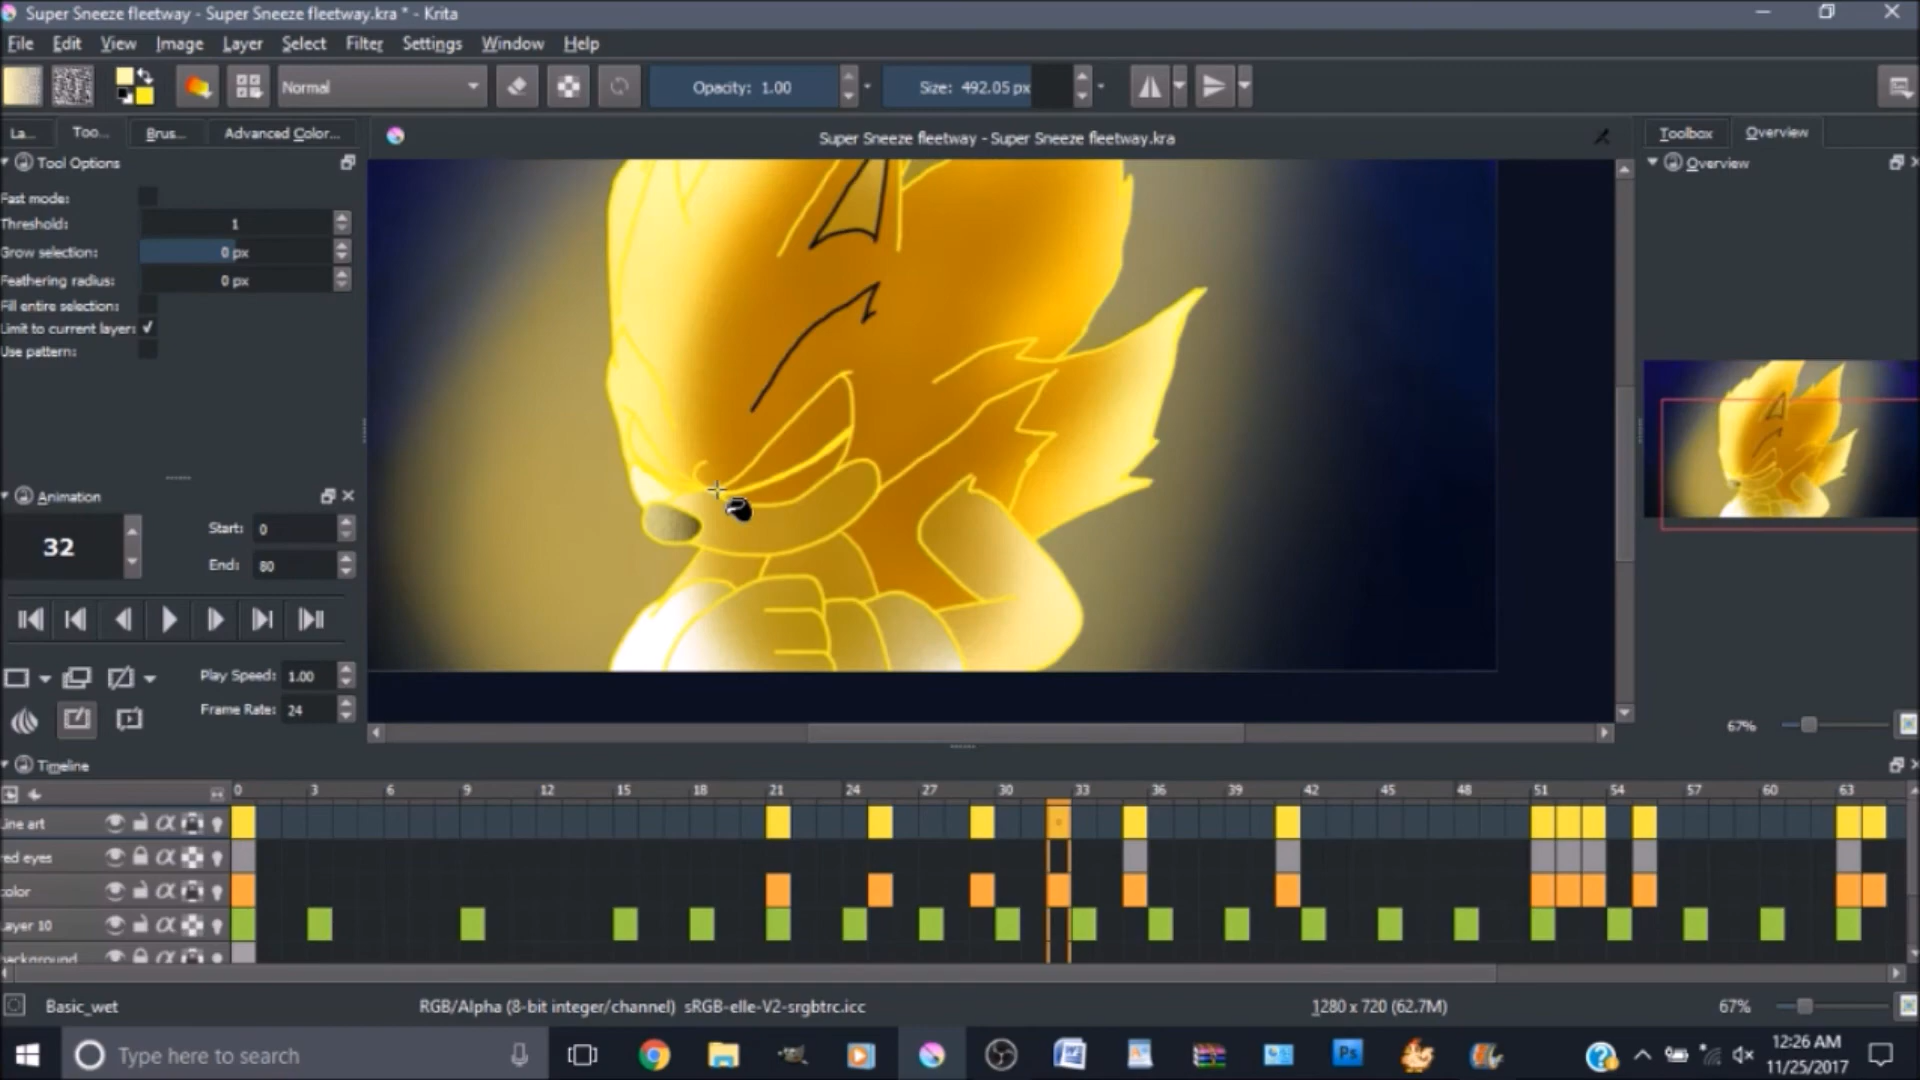 Super Sneeze fleetway - Super Sneeze fleetway.kra * - Krita
File Edit View Image Layer Select Filter Settings Window Help
Normal
Opacity: 1.00
Size: 492.05 px
La... Too... Brus... Advanced Color...
Super Sneeze fleetway - Super Sneeze fleetway.kra
Toolbox Overview
Tool Options
Overview
Fast mode:
Threshold: 1
Grow selection: 0 px
Feathering radius: 0 px
Fill entire selection:
Limit to current layer:
Use pattern:
Animation
32
Start: 0
End: 80
Play Speed: 1.00
Frame Rate: 24
67%
Timeline
0 3 6 9 12 15 18 21 24 27 30 33 36 39 42 45 48 51 54 57 60 63
Line art
red eyes
color
Layer 10
background
Basic_wet
RGB/Alpha (8-bit integer/channel) sRGB-elle-V2-srgbtrc.icc
1280 x 720 (62.7M)
67%
Type here to search
Ps
12:26 AM
11/25/2017